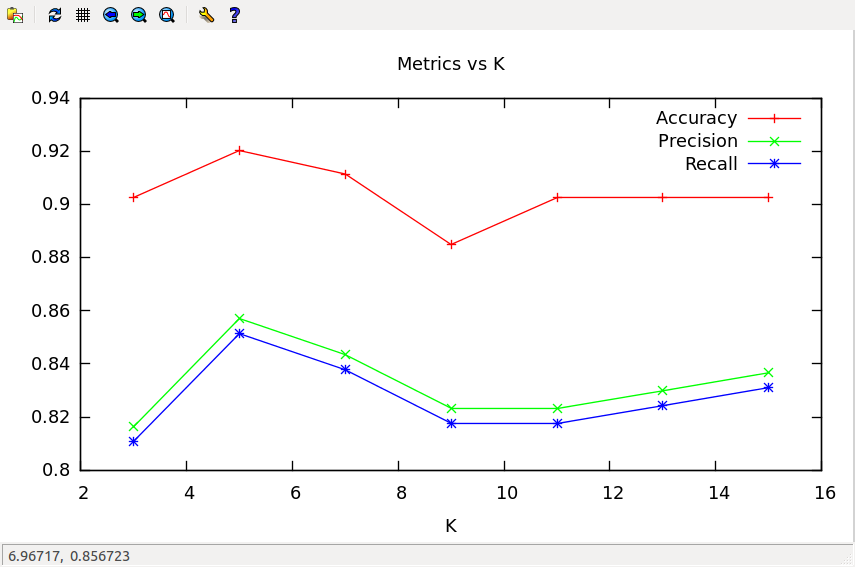 Metrics vs K
0.94
0.92
0.9
0.88
0.86
0.84
0.82
0.8
Accuracy
Precision
Recall
2 4 6 8 10 12 14 16
K
6.96717, 0.856723